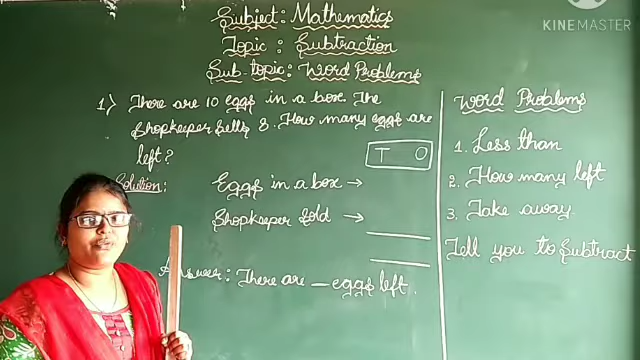 Subject: Mathematics
Topic: Subtraction
Sub-topic: Word Problems
1) There are 10 eggs in a box. The
Shopkeeper sells 8. How many eggs are
left?
T O
Solution:
Eggs in a box →
Shopkeeper sold →
Answer: There are — eggs left.
Word Problems
1. Less than
2. How many left
3. Take away
Tell you to Subtract
KINEMASTER